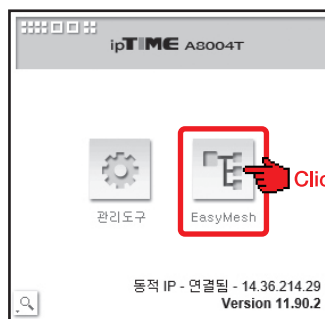 ipTIME A8004T
Clic
관리도구
EasyMesh
동적 IP - 연결됨 - 14.36.214.29
Version 11.90.2